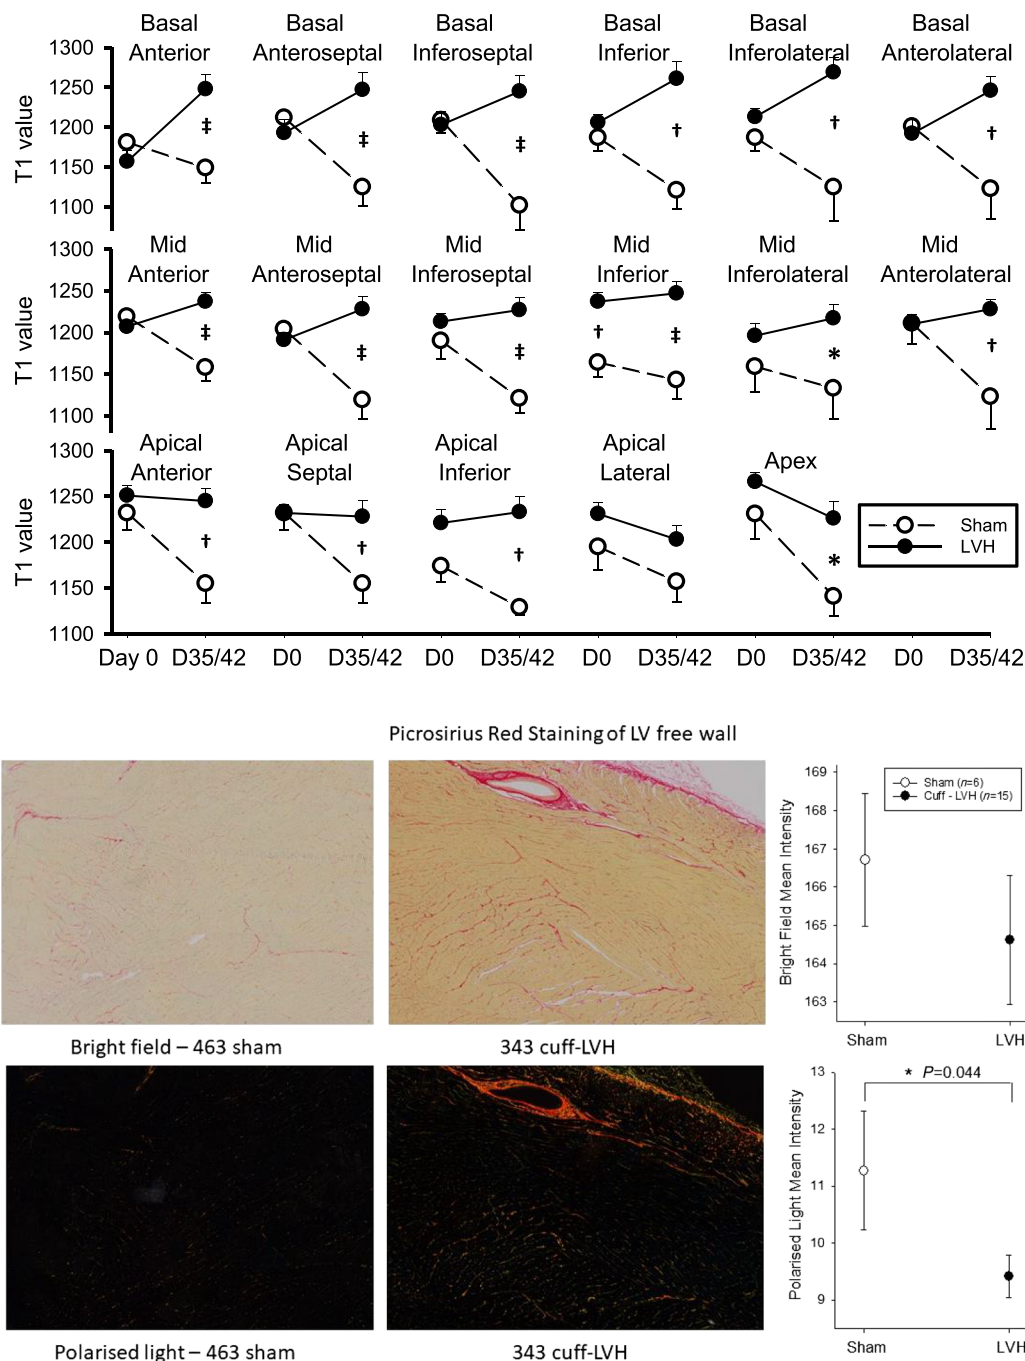 Basal Basal Basal Basal Basal Basal
Anterior Anteroseptal Inferoseptal Inferior Inferolateral Anterolateral
T1 value
1300
1250
1200
1150
1100
‡ ‡ ‡ † † †
Mid Mid Mid Mid Mid Mid
Anterior Anteroseptal Inferoseptal Inferior Inferolateral Anterolateral
T1 value
1300
1250
1200
1150
1100
‡ ‡ ‡ † ‡ * †
Apical Apical Apical Apical Apex
Anterior Septal Inferior Lateral
T1 value
1300
1250
1200
1150
1100
† † † *
Sham
LVH
Day 0 D35/42 D0 D35/42 D0 D35/42 D0 D35/42 D0 D35/42 D0 D35/42
Picrosirius Red Staining of LV free wall
Bright field – 463 sham
343 cuff-LVH
Bright Field Mean Intensity
169
168
167
166
165
164
163
Sham (n=6)
Cuff - LVH (n=15)
Sham LVH
Polarised light – 463 sham
343 cuff-LVH
Polarised Light Mean Intensity
13
12
11
10
9
* P=0.044
Sham LVH